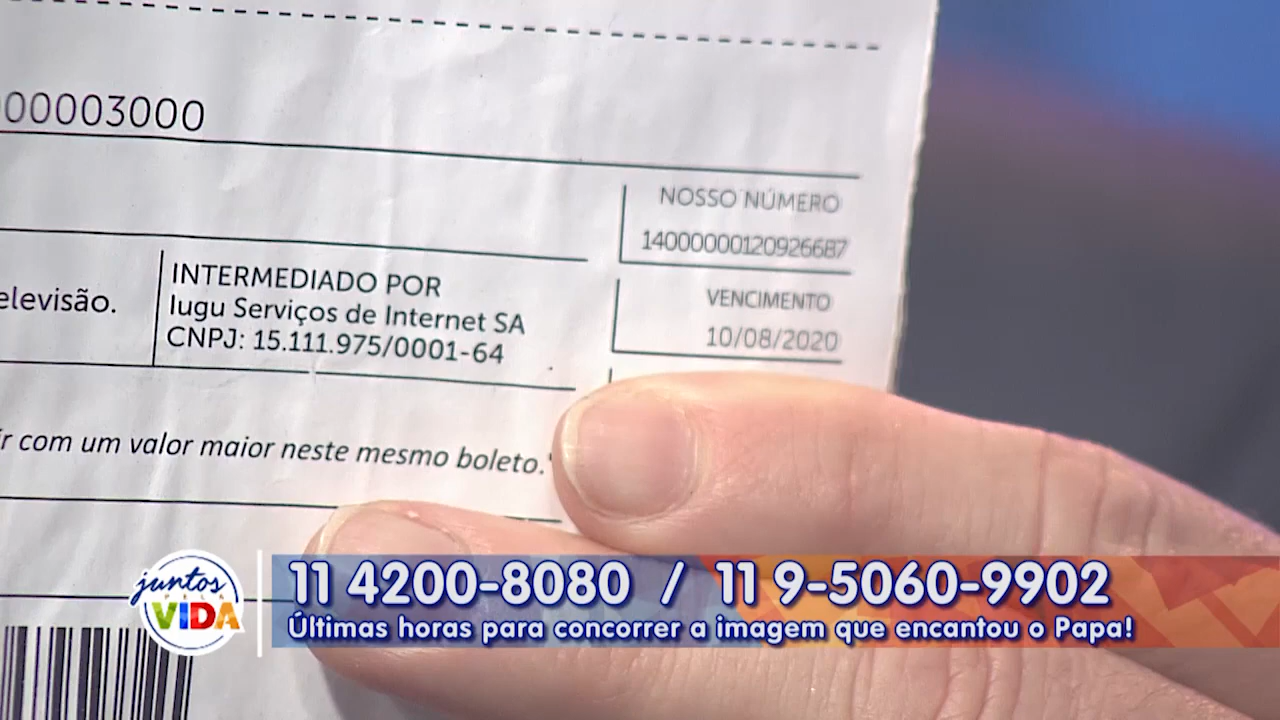 00003000
NOSSO NÚMERO
14000000120926687
elevisão.
INTERMEDIADO POR
Iugu Serviços de Internet SA
CNPJ: 15.111.975/0001-64
VENCIMENTO
10/08/2020
ir com um valor maior neste mesmo boleto.
juntos
PELA
VIDA
11 4200-8080 / 11 9-5060-9902
Últimas horas para concorrer a imagem que encantou o Papa!